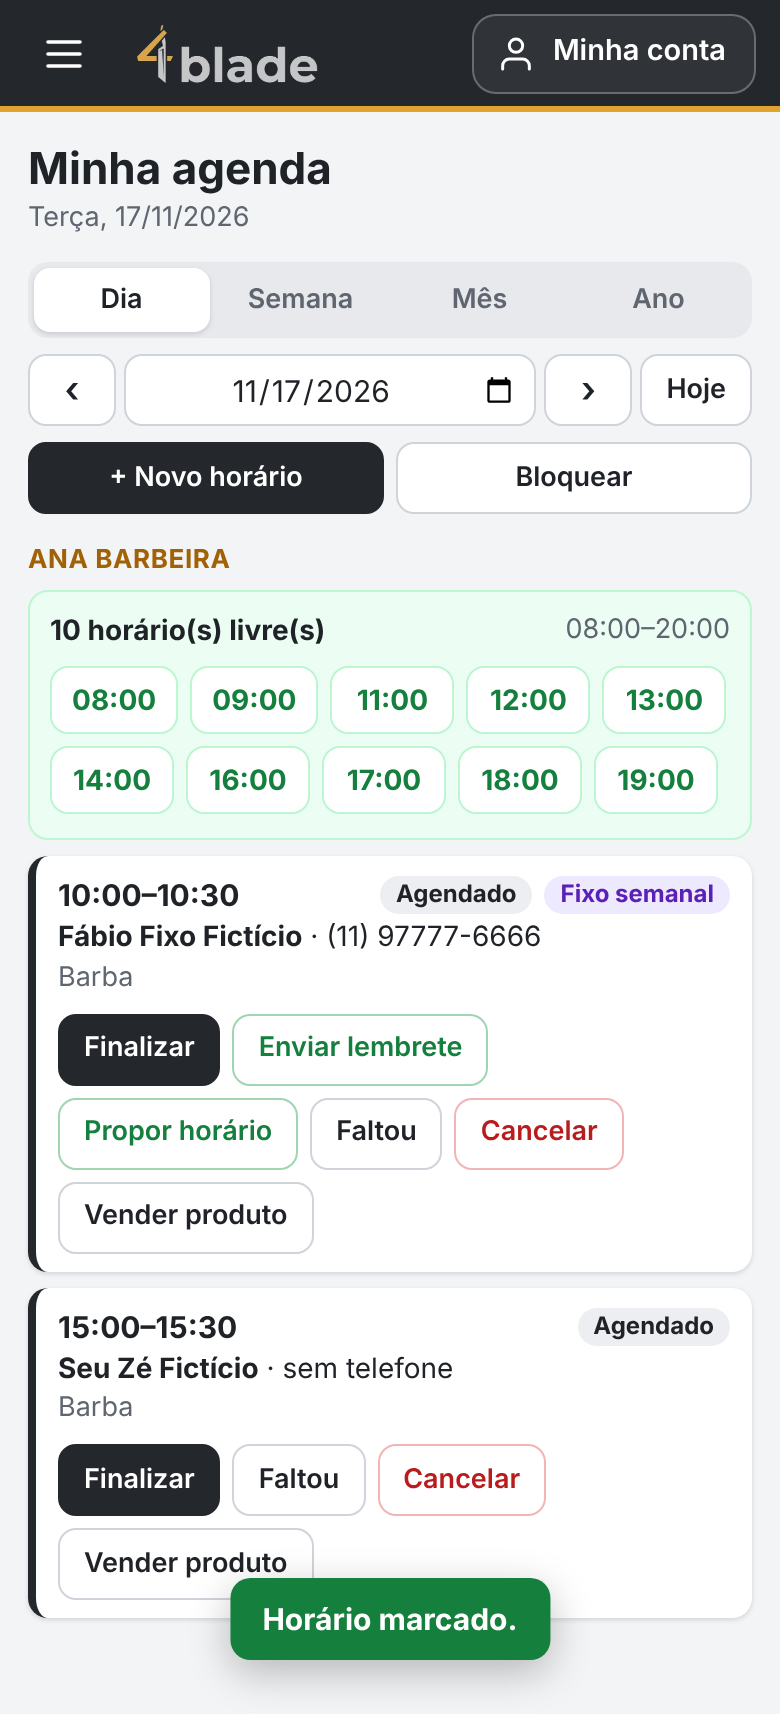 4blade
Minha conta
Minha agenda
Terça, 17/11/2026
Dia Semana Mês Ano
‹ 11/17/2026 › Hoje
+ Novo horário Bloquear
ANA BARBEIRA
10 horário(s) livre(s) 08:00–20:00
08:00 09:00 11:00 12:00 13:00
14:00 16:00 17:00 18:00 19:00
10:00–10:30 Agendado Fixo semanal
Fábio Fixo Fictício · (11) 97777-6666
Barba
Finalizar Enviar lembrete
Propor horário Faltou Cancelar
Vender produto
15:00–15:30 Agendado
Seu Zé Fictício · sem telefone
Barba
Finalizar Faltou Cancelar
Vender produto
Horário marcado.